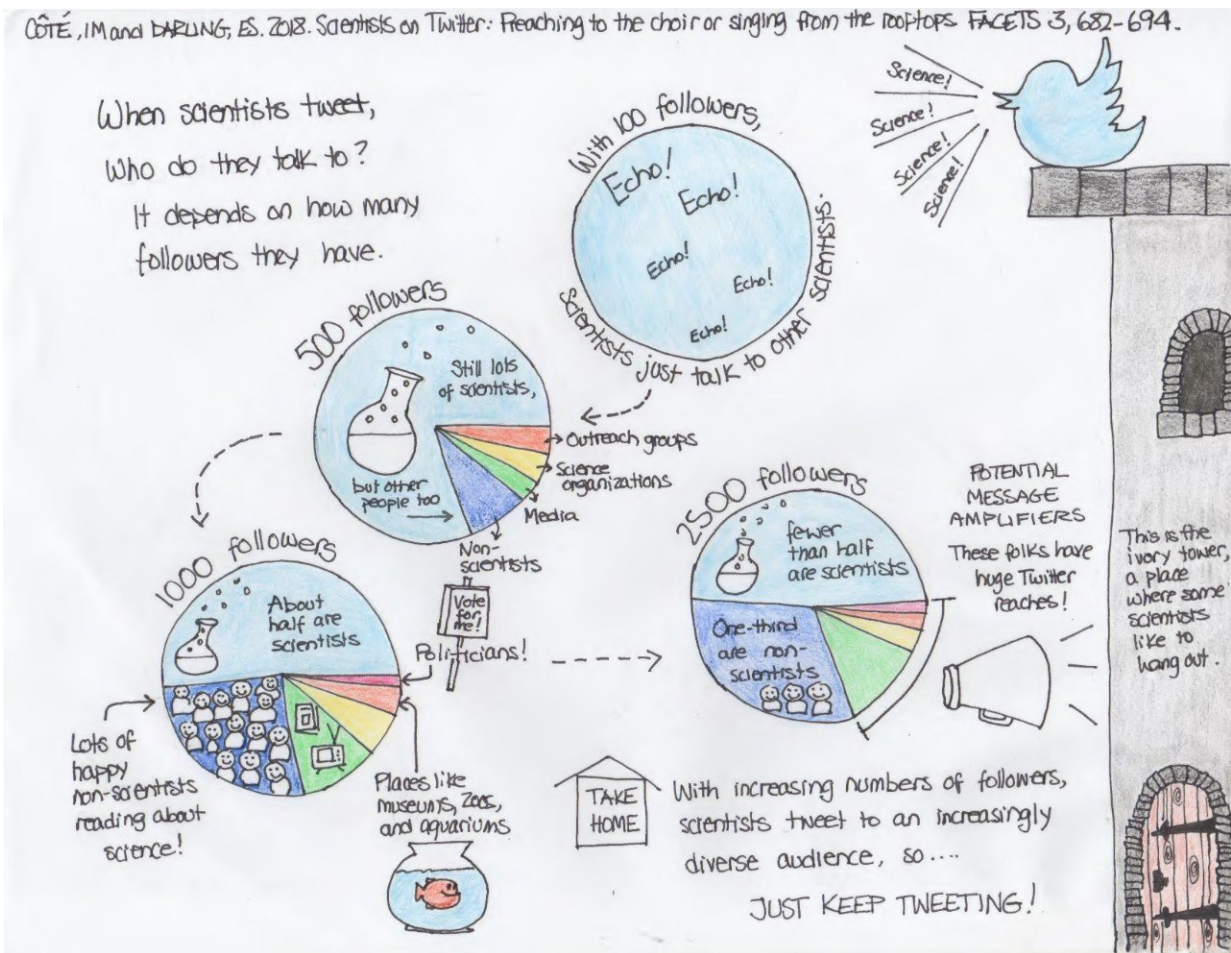 CÔTÉ, IM and DARLING, ES. 2018. Scientists on Twitter: Preaching to the choir or singing from the rooftops. FACETS 3, 682-694.
When scientists tweet,
Who do they talk to?
It depends on how many
followers they have.
With 100 followers,
Scientists just talk to other scientists.
Echo!
Echo!
Echo!
Echo!
Echo!
Science!
Science!
Science!
Science!
500 followers
Still lots
of scientists,
but other
people too
Outreach groups
Science
organizations
Media
Non-
scientists
1000 followers
About
half are
scientists
Vote
for
me!
Politicians!
Lots of
happy
non-scientists
reading about
science!
Places like
museums, zoos,
and aquariums
2500 followers
fewer
than half
are scientists
One-third
are non-
scientists
POTENTIAL
MESSAGE
AMPLIFIERS
These folks have
huge Twitter
reaches!
This is the
ivory tower,
a place
where some
scientists
like to
hang out.
TAKE
HOME
With increasing numbers of followers,
scientists tweet to an increasingly
diverse audience, so....
JUST KEEP TWEETING!